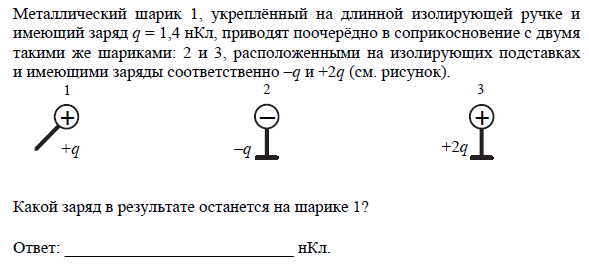 Металлический шарик 1, укреплённый на длинной изолирующей ручке и
имеющий заряд q = 1,4 нКл, приводят поочерёдно в соприкосновение с двумя
такими же шариками: 2 и 3, расположенными на изолирующих подставках
и имеющими заряды соответственно –q и +2q (см. рисунок).
1 2 3
+ – +
+q –q +2q
Какой заряд в результате останется на шарике 1?
Ответ: ____________________________ нКл.